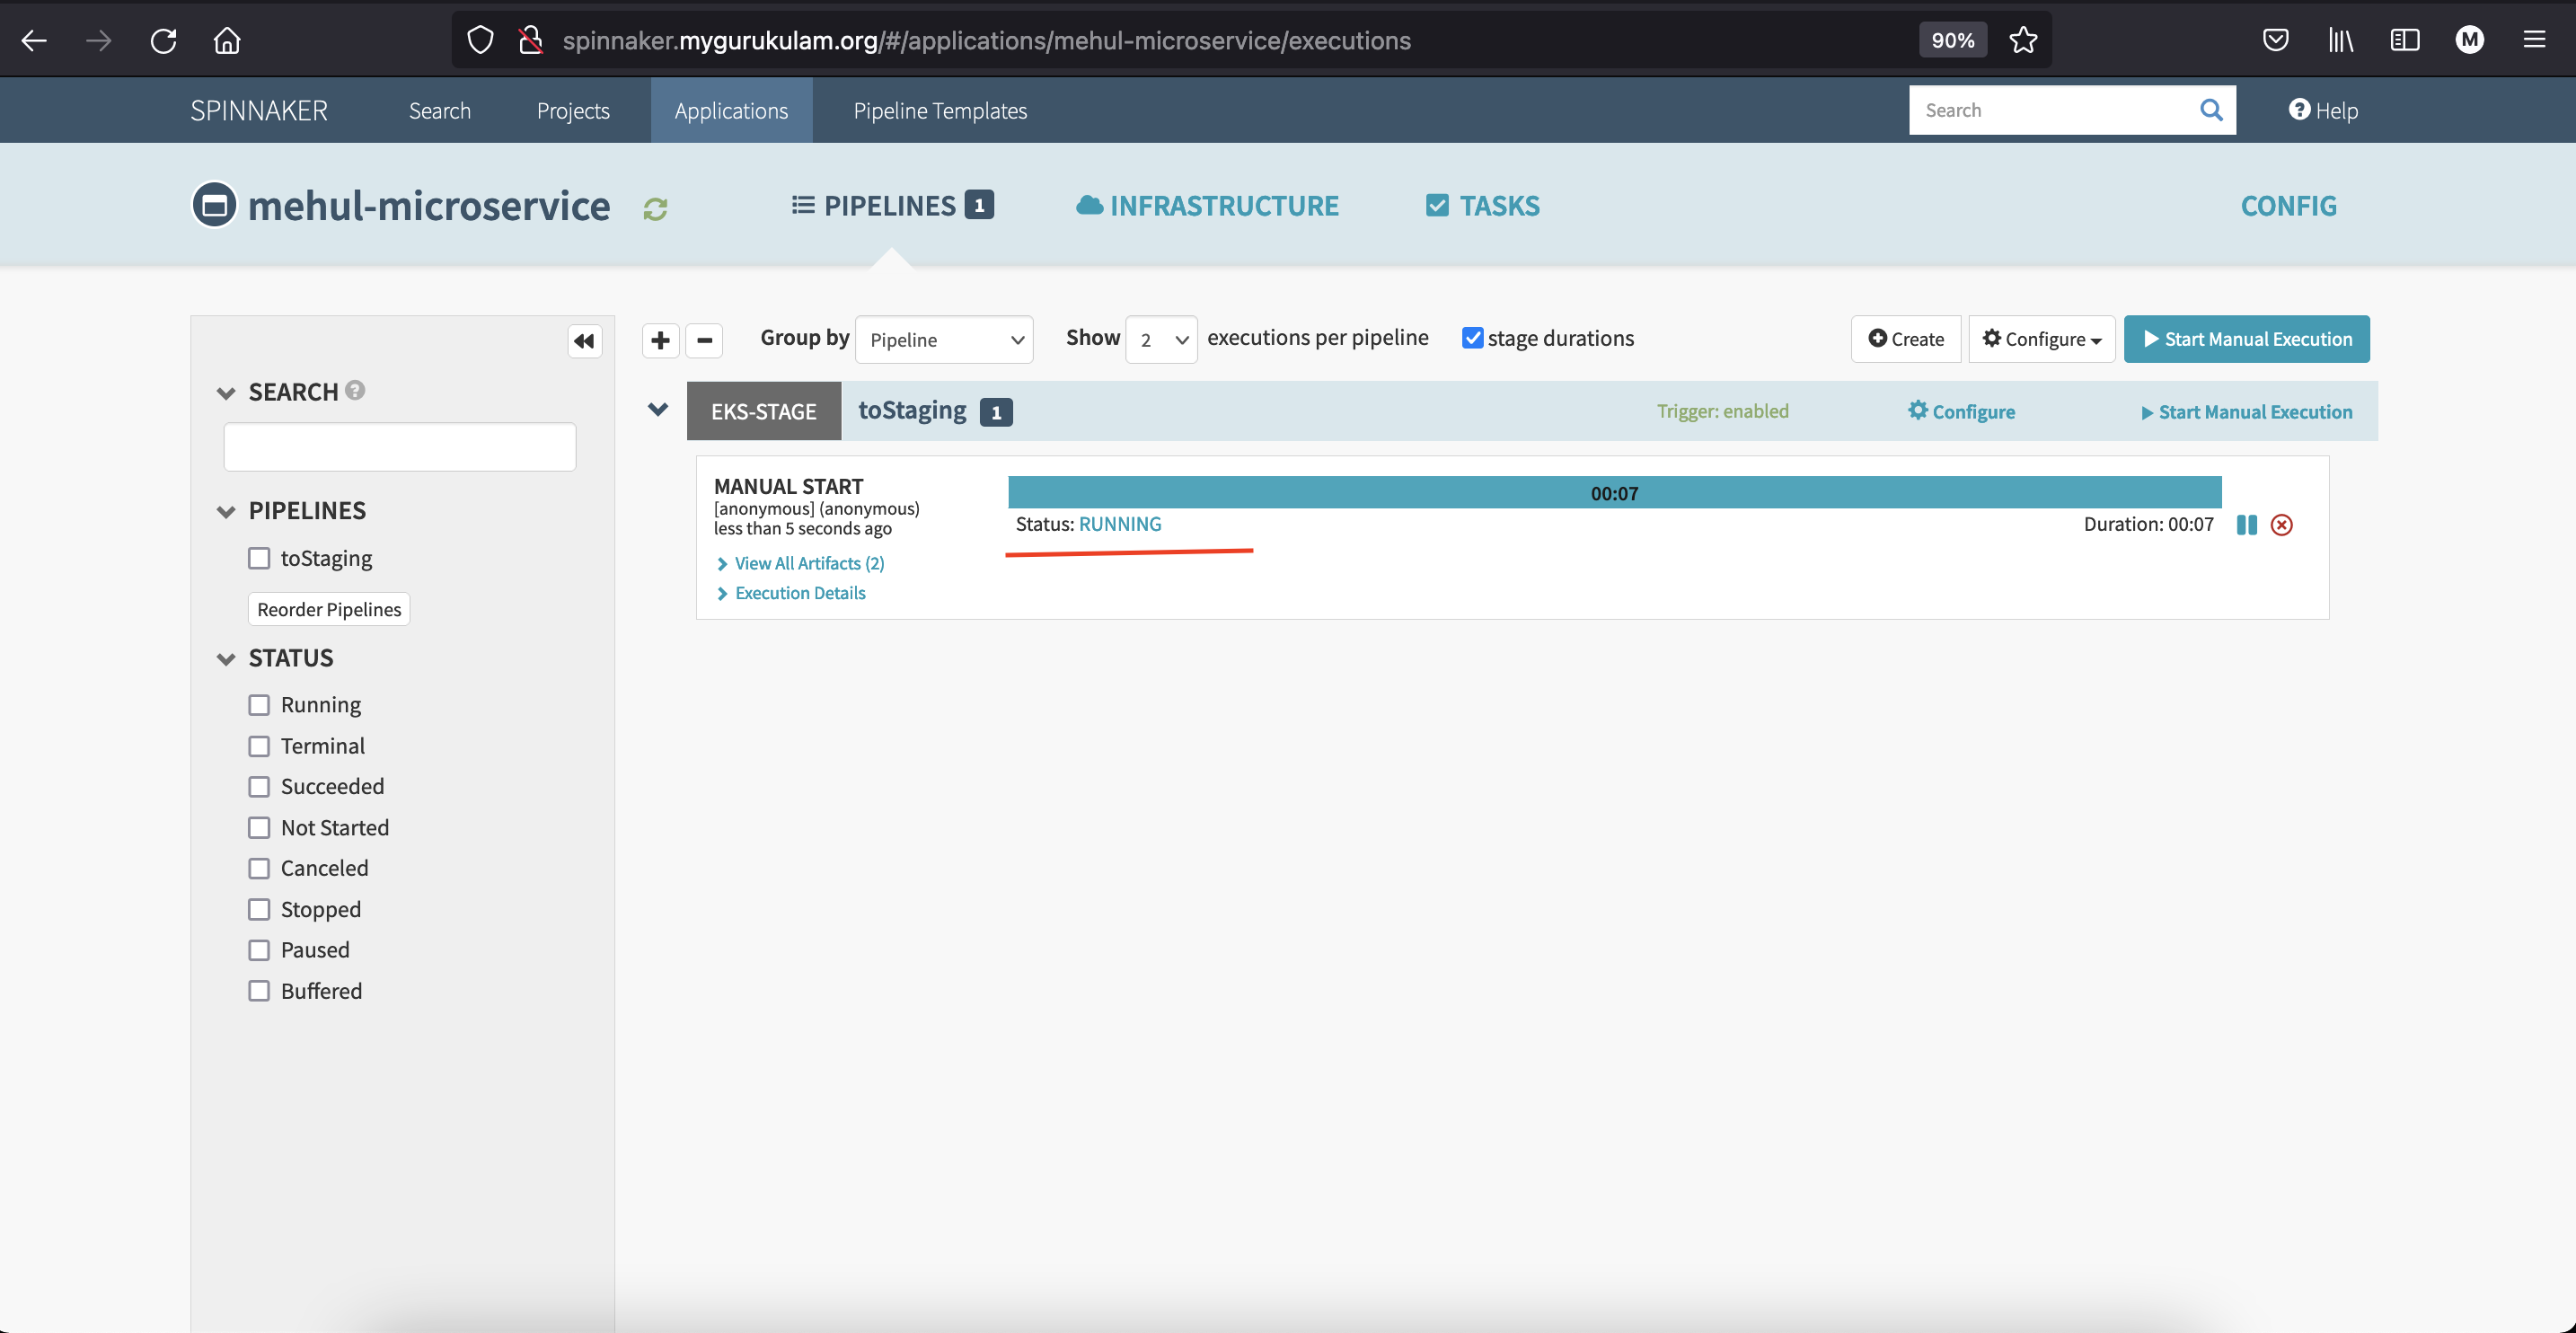 spinnaker.mygurukulam.org/#/applications/mehul-microservice/executions
90%
M
SPINNAKER
Search
Projects
Applications
Pipeline Templates
Search
Help
mehul-microservice
PIPELINES 1
INFRASTRUCTURE
TASKS
CONFIG
Group by Pipeline Show 2 executions per pipeline stage durations
Create
Configure
Start Manual Execution
SEARCH
PIPELINES
toStaging
Reorder Pipelines
STATUS
Running
Terminal
Succeeded
Not Started
Canceled
Stopped
Paused
Buffered
EKS-STAGE toStaging 1
Trigger: enabled
Configure
Start Manual Execution
MANUAL START
[anonymous] (anonymous)
less than 5 seconds ago
View All Artifacts (2)
Execution Details
00:07
Status: RUNNING
Duration: 00:07